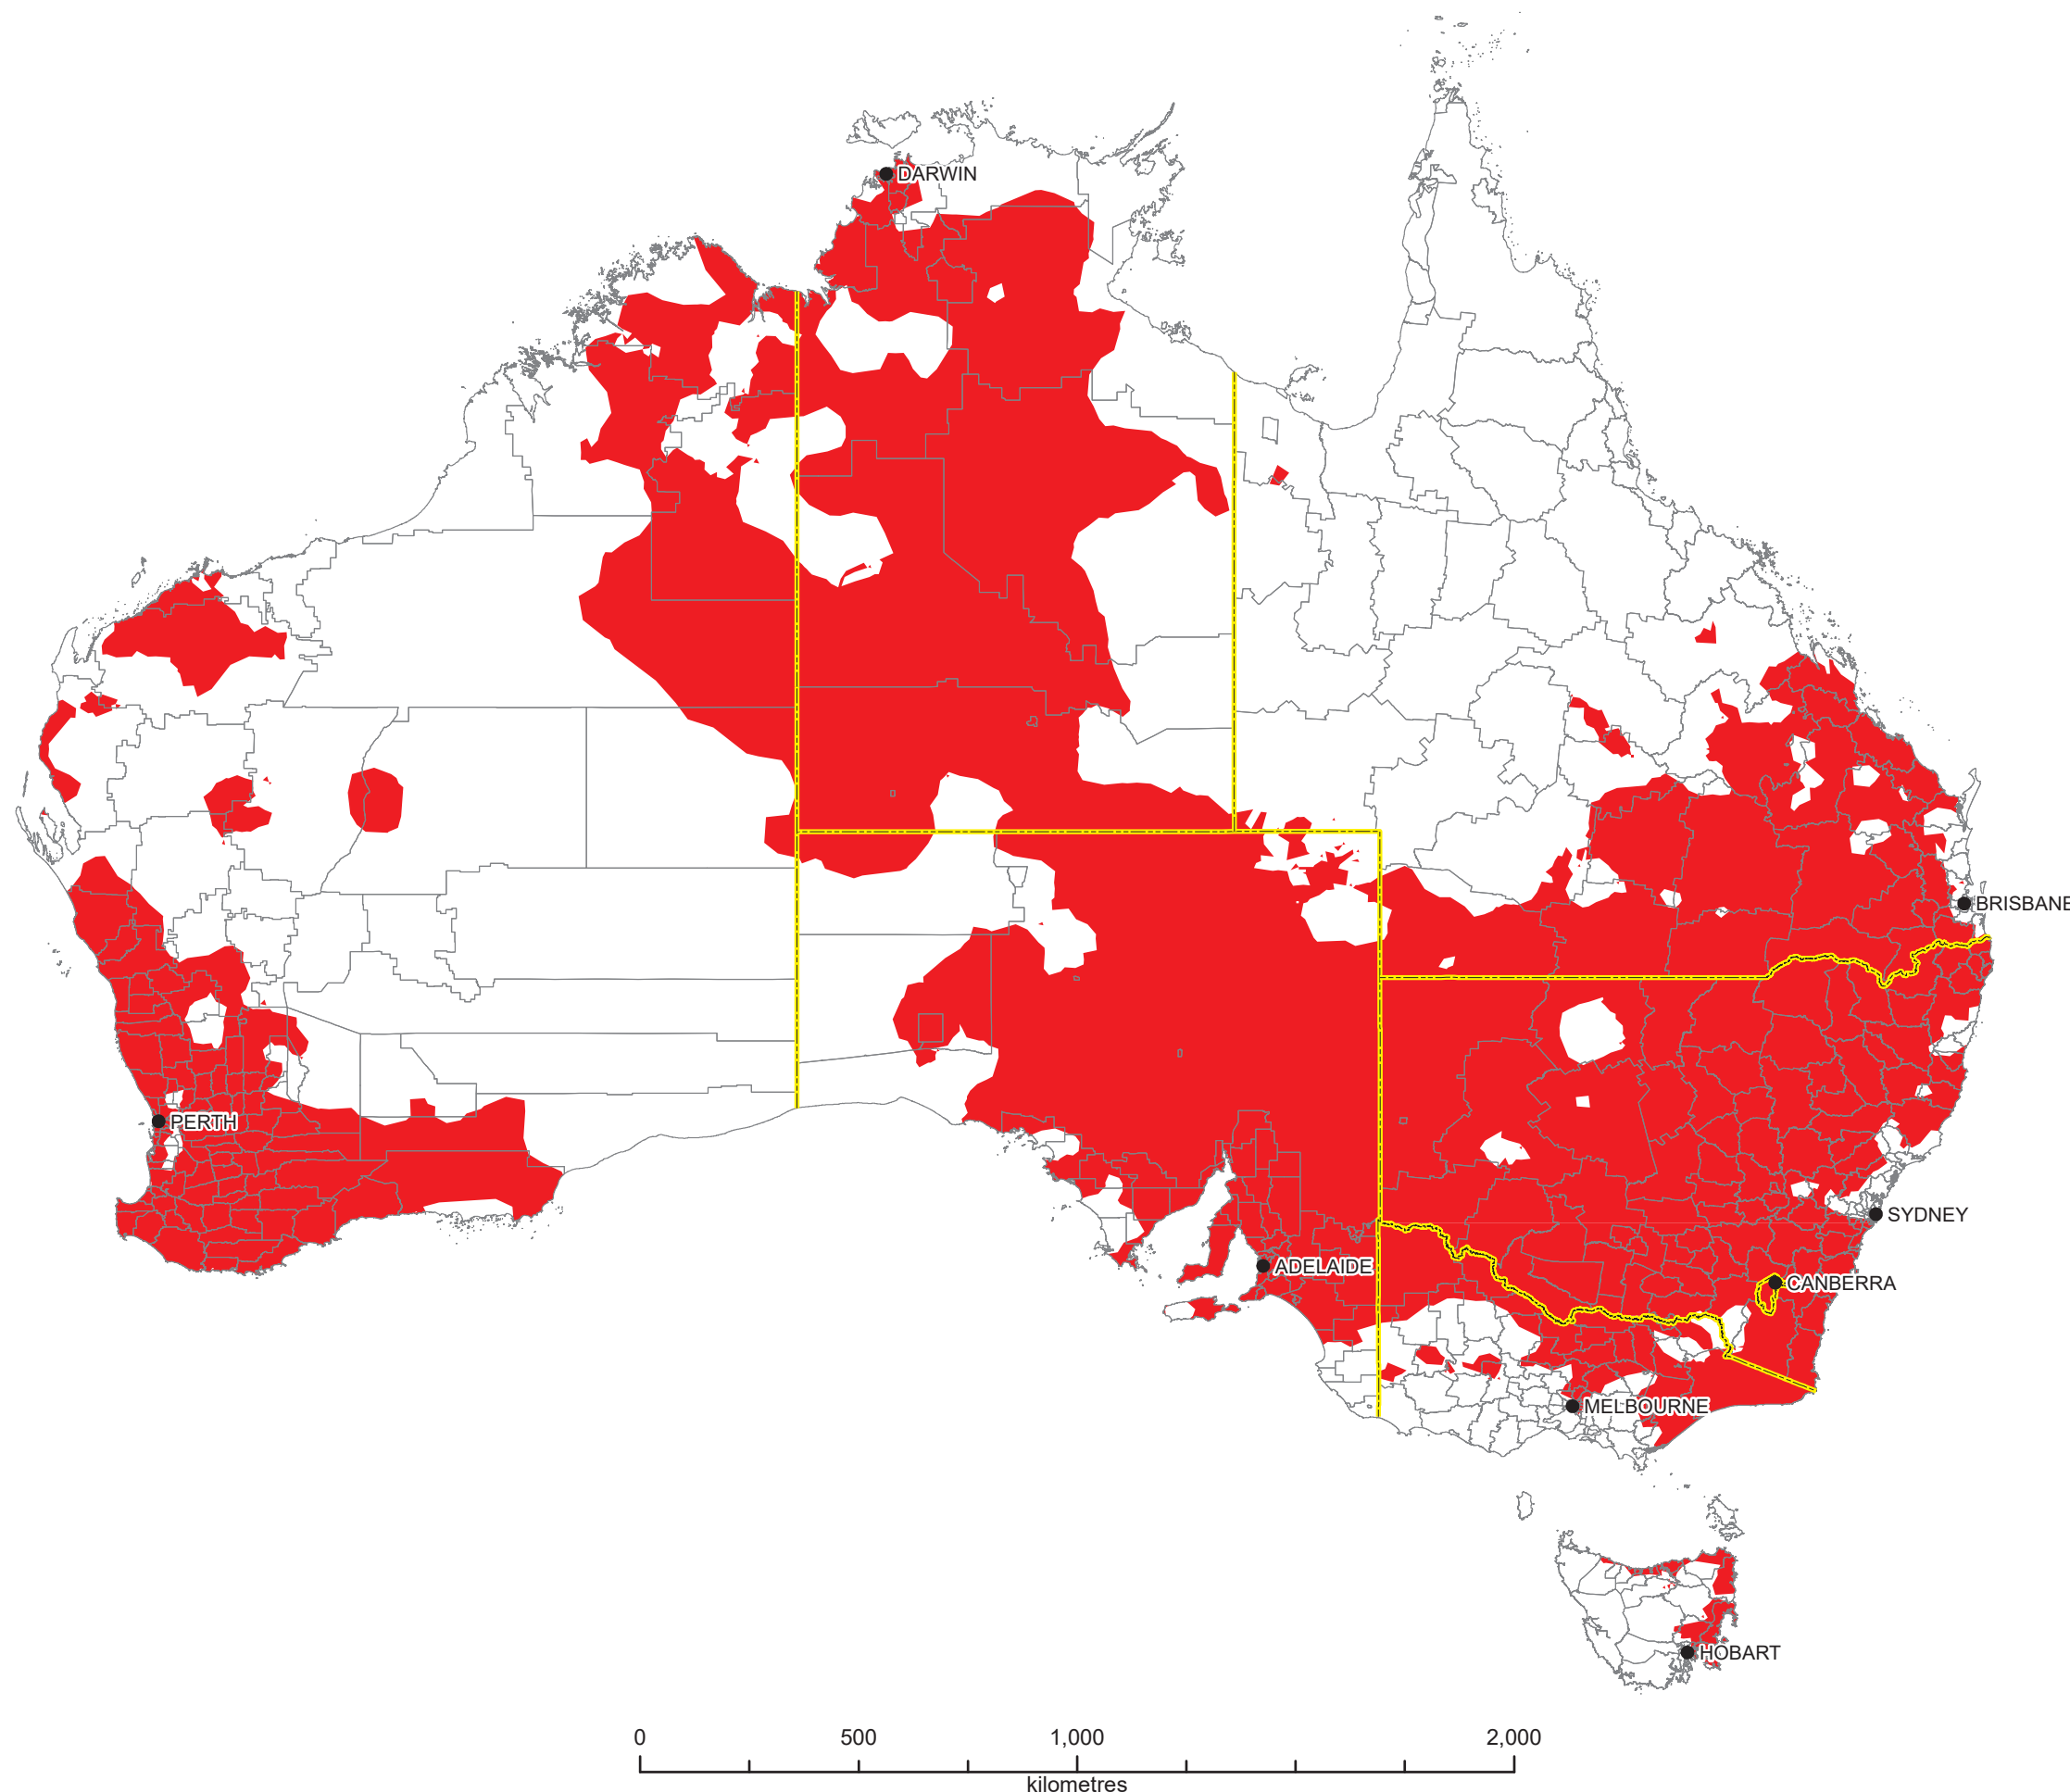 DARWIN
BRISBANE
PERTH
SYDNEY
ADELAIDE
CANBERRA
MELBOURNE
HOBART
0 500 1,000 2,000
kilometres